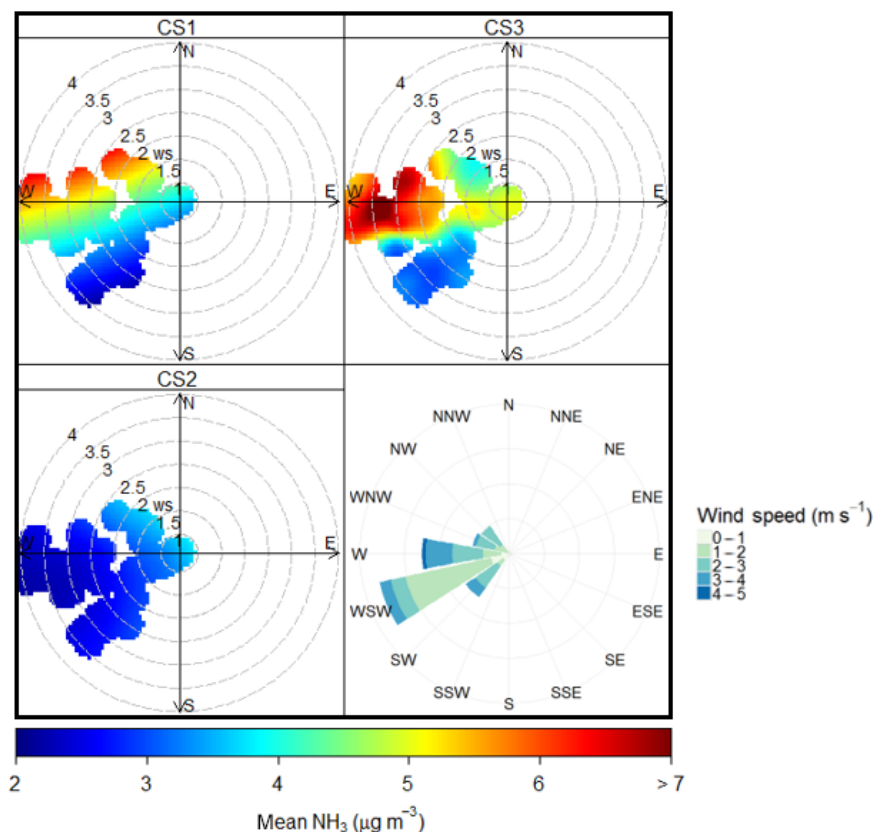 CS1
CS3
N
4
3.5
3
2.5
2 ws
1.5
1
W
E
S
N
4
3.5
3
2.5
2 ws
1.5
1
W
E
S
CS2
N
4
3.5
3
2.5
2 ws
1.5
1
W
E
S
N
NNW
NNE
NW
NE
WNW
ENE
W
E
WSW
ESE
SW
SE
SSW
SSE
S
Wind speed (m s⁻¹)
0 – 1
1 – 2
2 – 3
3 – 4
4 – 5
2 3 4 5 6 > 7
Mean NH₃ (µg m⁻³)